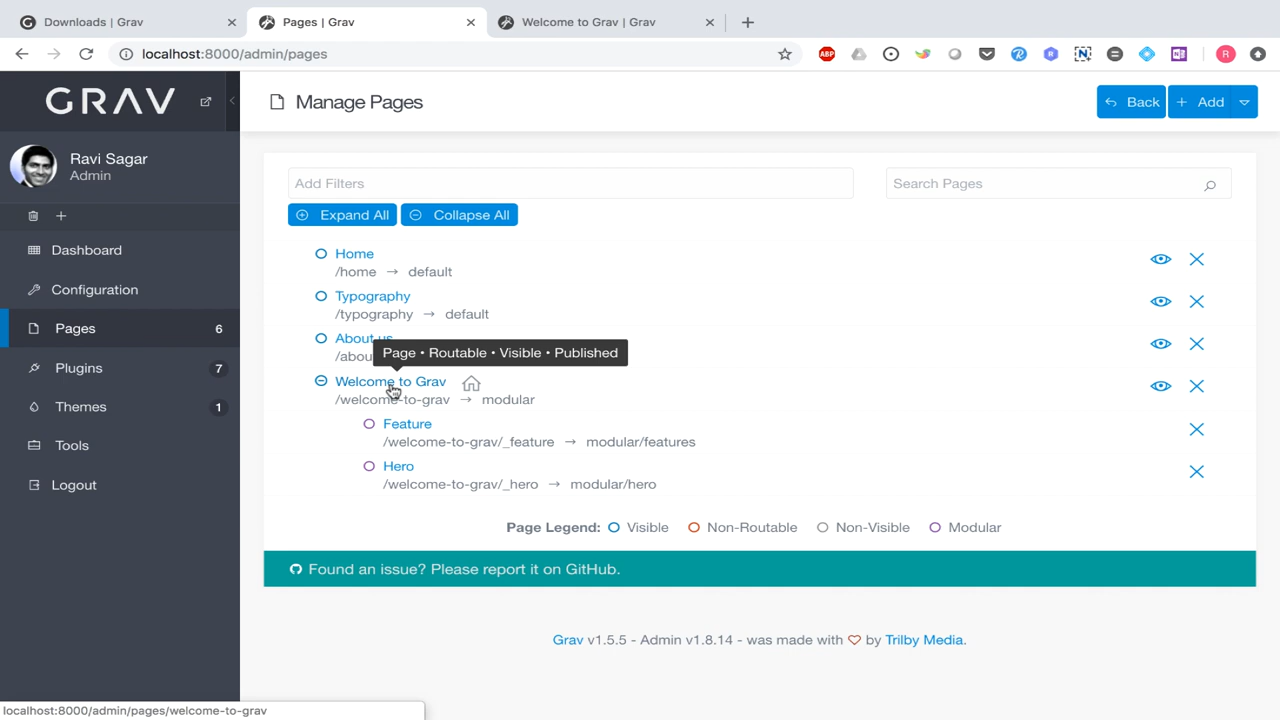 Downloads | Grav
Pages | Grav
Welcome to Grav | Grav
localhost:8000/admin/pages
ABP
R
GRAV
Manage Pages
Back
Add
Ravi Sagar
Admin
Dashboard
Configuration
Pages 6
Plugins 7
Themes 1
Tools
Logout
Add Filters
Search Pages
Expand All
Collapse All
Home
/home → default
Typography
/typography → default
About us
/abou
Page • Routable • Visible • Published
Welcome to Grav
/welcome-to-grav → modular
Feature
/welcome-to-grav/_feature → modular/features
Hero
/welcome-to-grav/_hero → modular/hero
Page Legend: Visible Non-Routable Non-Visible Modular
Found an issue? Please report it on GitHub.
Grav v1.5.5 - Admin v1.8.14 - was made with by Trilby Media.
localhost:8000/admin/pages/welcome-to-grav